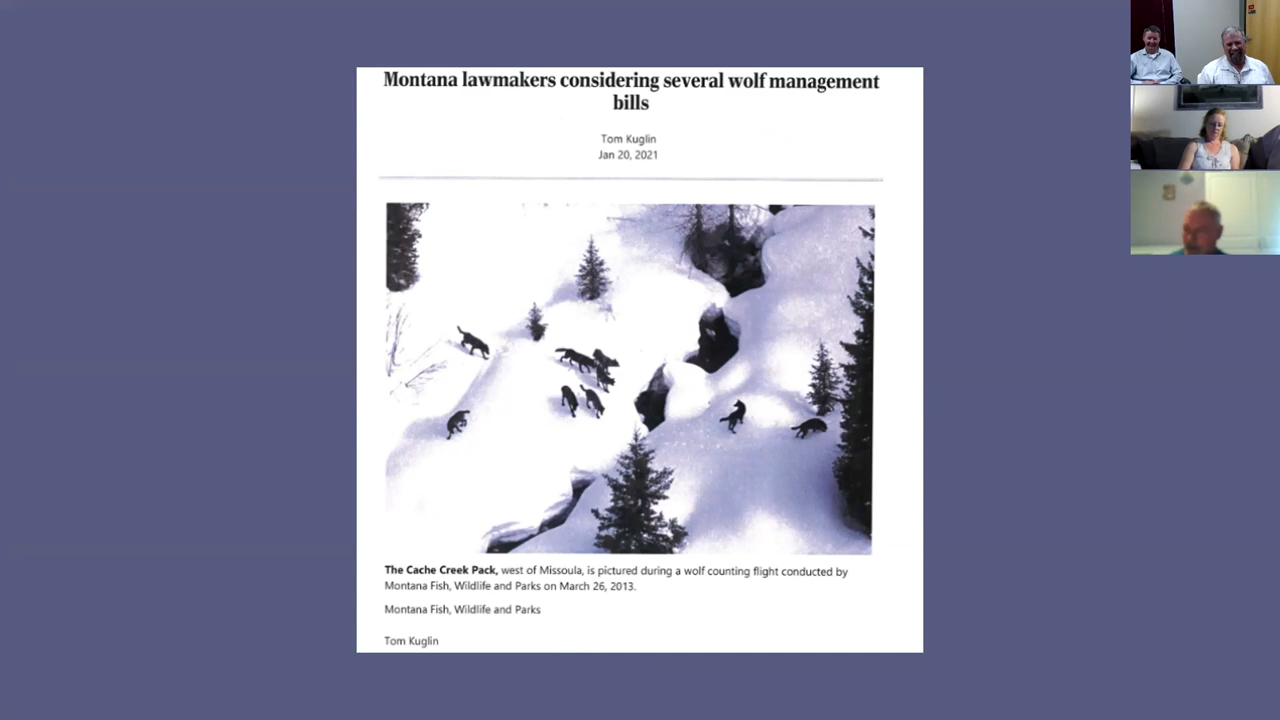 Montana lawmakers considering several wolf management
bills
Tom Kuglin
Jan 20, 2021
The Cache Creek Pack, west of Missoula, is pictured during a wolf counting flight conducted by
Montana Fish, Wildlife and Parks on March 26, 2013.
Montana Fish, Wildlife and Parks
Tom Kuglin